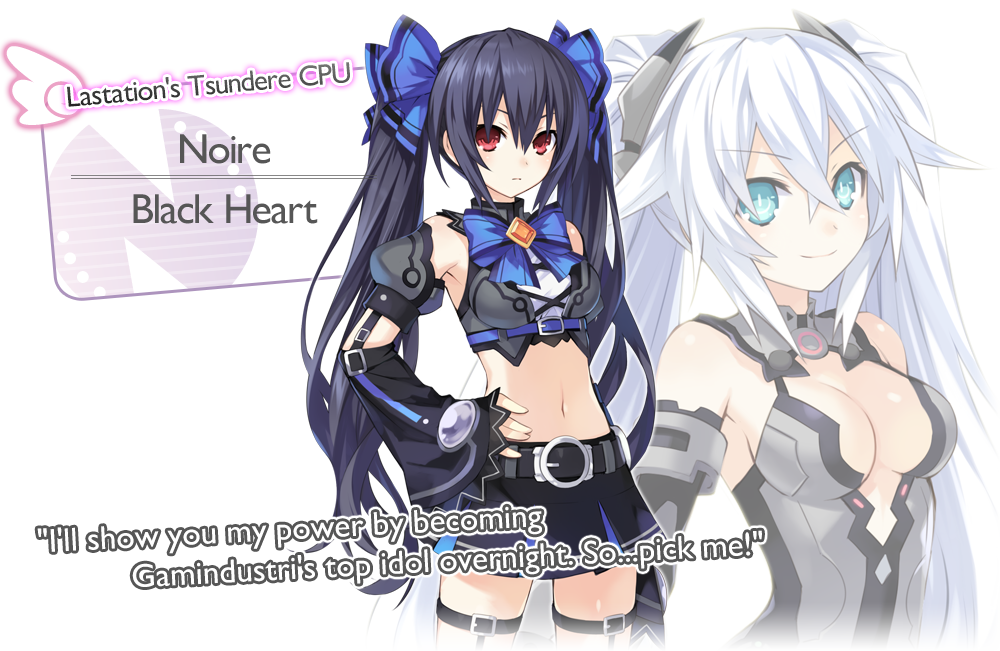 Lastation's Tsundere CPU
Noire
Black Heart
"I'll show you my power by becoming
Gamindustri's top idol overnight. So...pick me!"